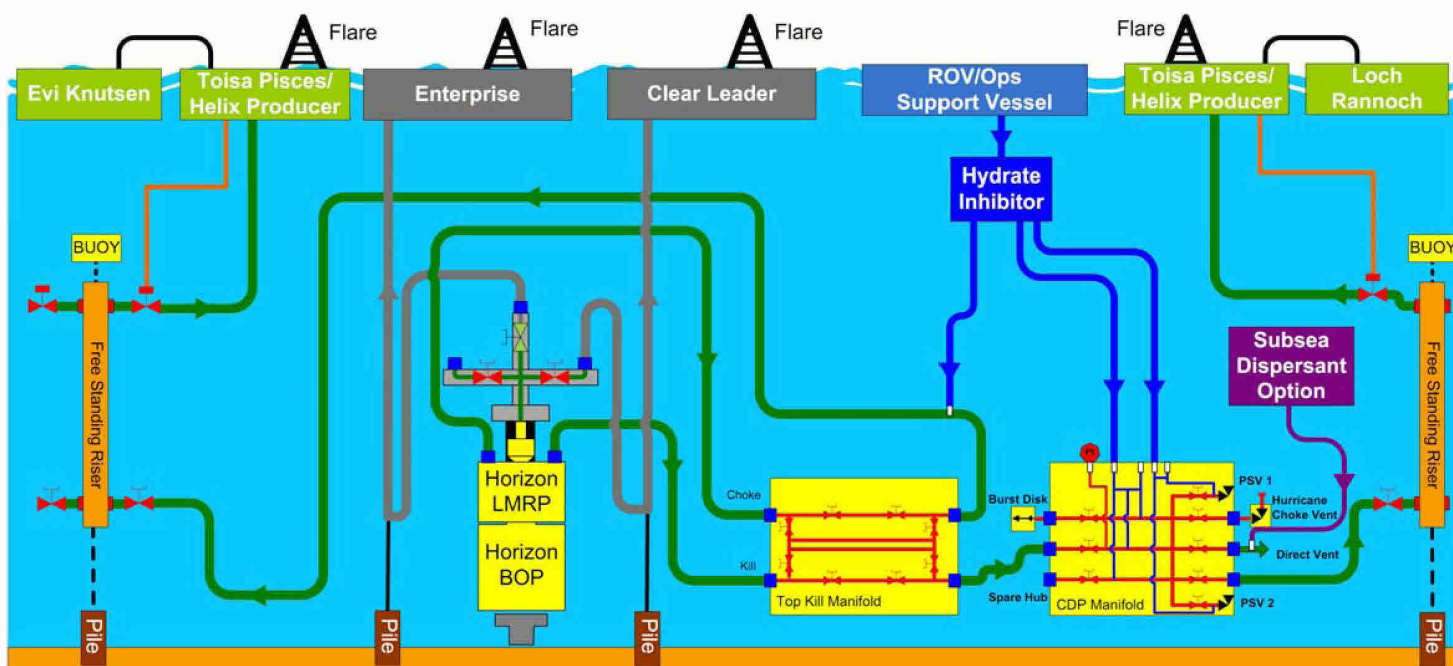 Flare
Flare
Flare
Flare
Evi Knutsen
Toisa Pisces/
Helix Producer
Enterprise
Clear Leader
ROV/Ops
Support Vessel
Toisa Pisces/
Helix Producer
Loch
Rannoch
Hydrate
Inhibitor
BUOY
BUOY
Free Standing Riser
Subsea
Dispersant
Option
Free Standing Riser
Horizon
LMRP
Horizon
BOP
Choke
Kill
Top Kill Manifold
PI
Burst Disk
Spare Hub
CDP Manifold
PSV 1
Hurricane
Choke Vent
Direct Vent
PSV 2
Pile
Pile
Pile
Pile